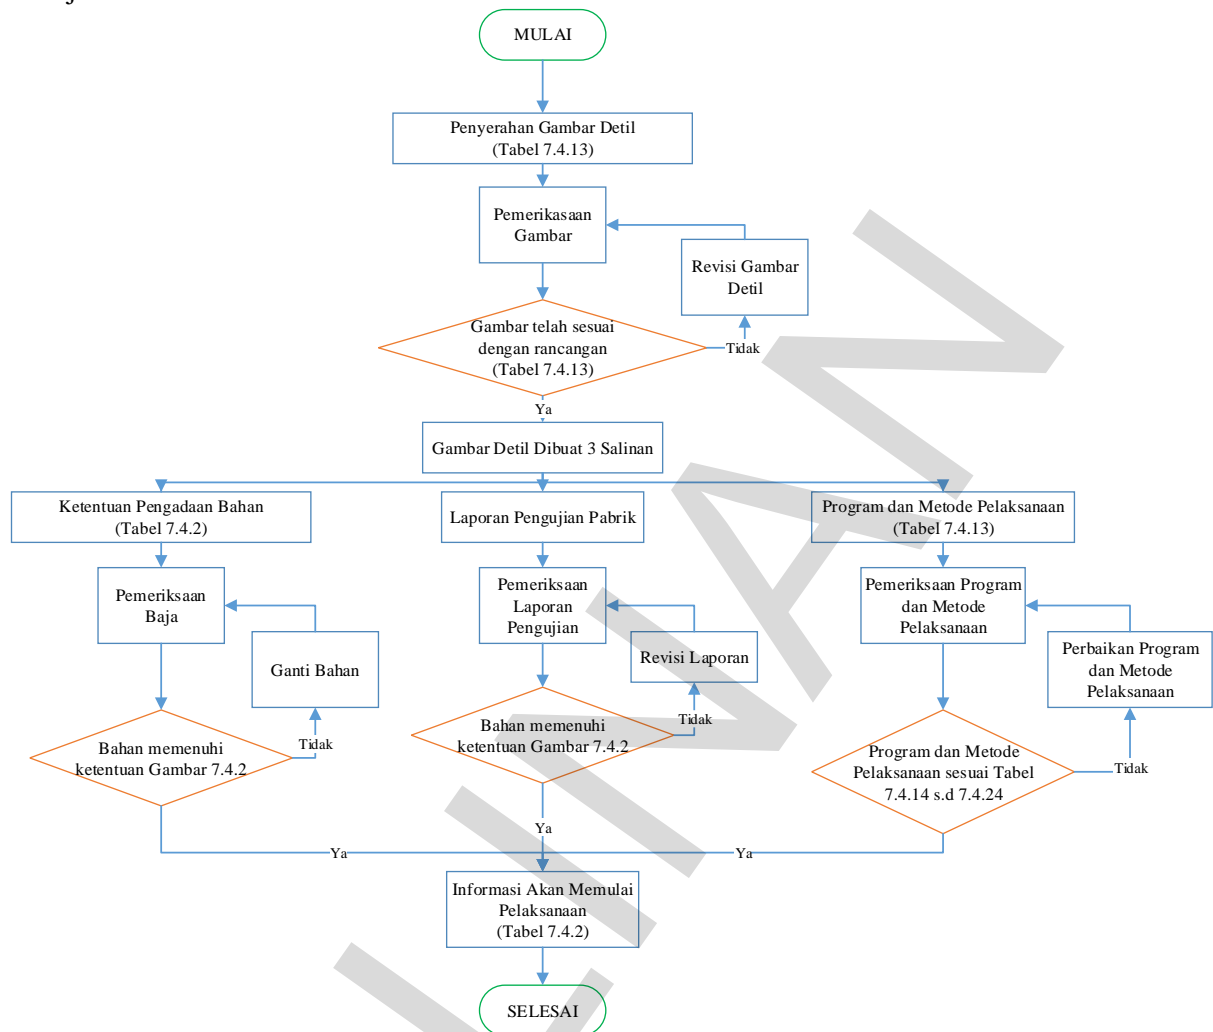 MULAI
Penyerahan Gambar Detil
(Tabel 7.4.13)
Pemerikasaan
Gambar
Revisi Gambar
Detil
Gambar telah sesuai
dengan rancangan
(Tabel 7.4.13)
Tidak
Ya
Gambar Detil Dibuat 3 Salinan
Ketentuan Pengadaan Bahan
(Tabel 7.4.2)
Laporan Pengujian Pabrik
Program dan Metode Pelaksanaan
(Tabel 7.4.13)
Pemeriksaan
Baja
Pemeriksaan
Laporan
Pengujian
Pemeriksaan Program
dan Metode
Pelaksanaan
Ganti Bahan
Revisi Laporan
Perbaikan Program
dan Metode
Pelaksanaan
Bahan memenuhi
ketentuan Gambar 7.4.2
Tidak
Bahan memenuhi
ketentuan Gambar 7.4.2
Tidak
Program dan Metode
Pelaksanaan sesuai Tabel
7.4.14 s.d 7.4.24
Tidak
Ya
Ya
Ya
Informasi Akan Memulai
Pelaksanaan
(Tabel 7.4.2)
SELESAI